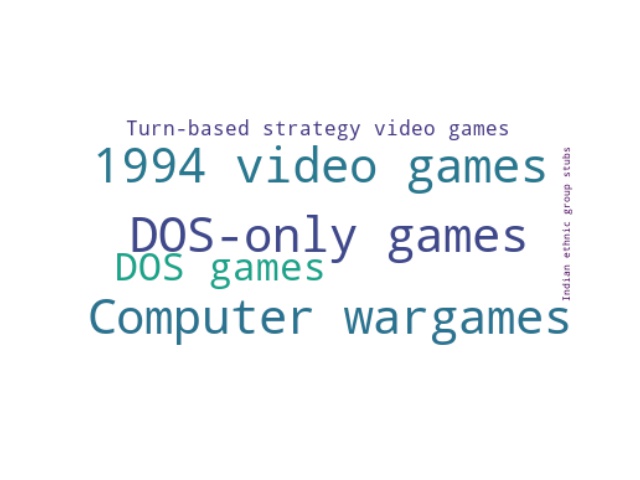 Turn-based strategy video games
1994 video games
DOS-only games
DOS games
Computer wargames
Indian ethnic group stubs